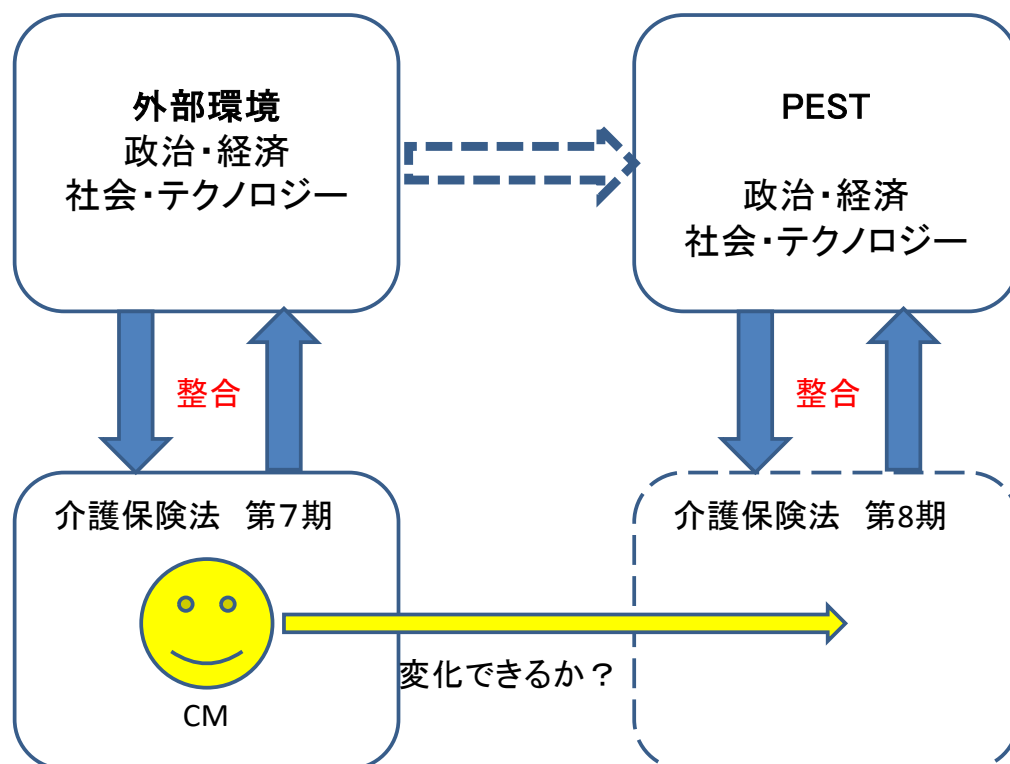 外部環境
政治・経済
社会・テクノロジー
PEST
政治・経済
社会・テクノロジー
整合
整合
介護保険法　第７期
介護保険法　第8期
変化できるか？
CM